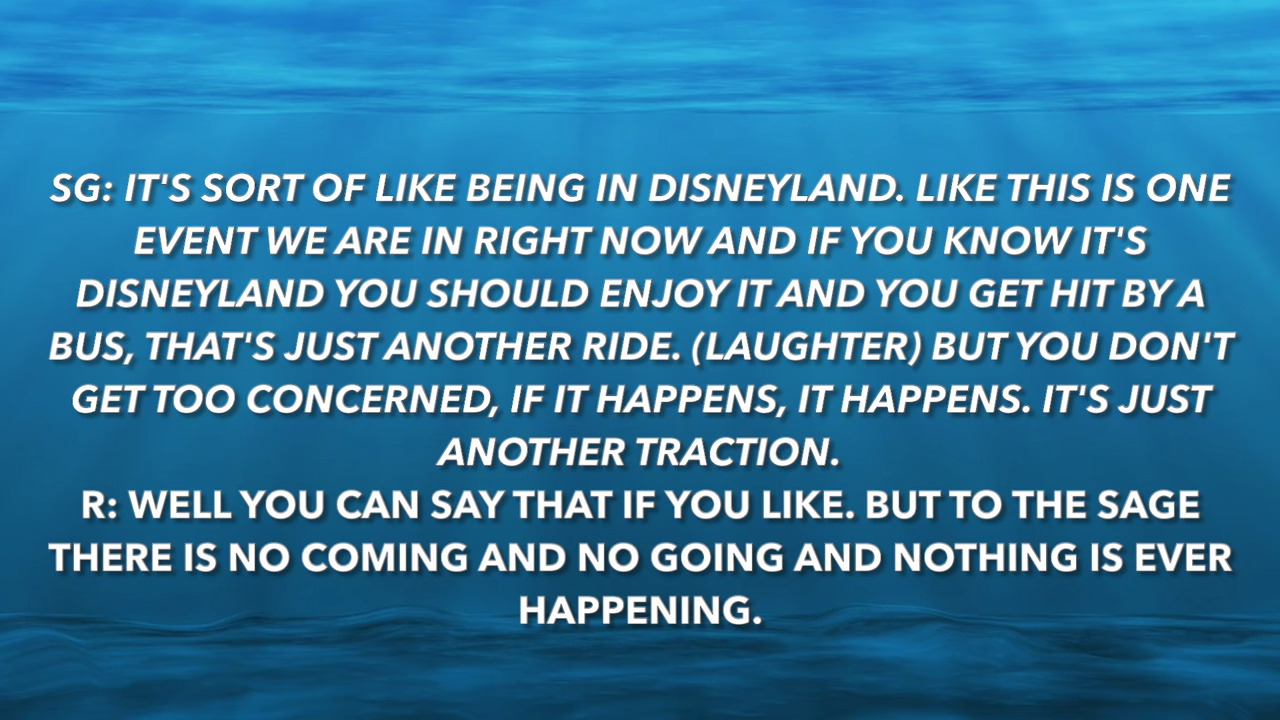 SG: IT'S SORT OF LIKE BEING IN DISNEYLAND. LIKE THIS IS ONE
EVENT WE ARE IN RIGHT NOW AND IF YOU KNOW IT'S
DISNEYLAND YOU SHOULD ENJOY IT AND YOU GET HIT BY A
BUS, THAT'S JUST ANOTHER RIDE. (LAUGHTER) BUT YOU DON'T
GET TOO CONCERNED, IF IT HAPPENS, IT HAPPENS. IT'S JUST
ANOTHER TRACTION.
R: WELL YOU CAN SAY THAT IF YOU LIKE. BUT TO THE SAGE
THERE IS NO COMING AND NO GOING AND NOTHING IS EVER
HAPPENING.